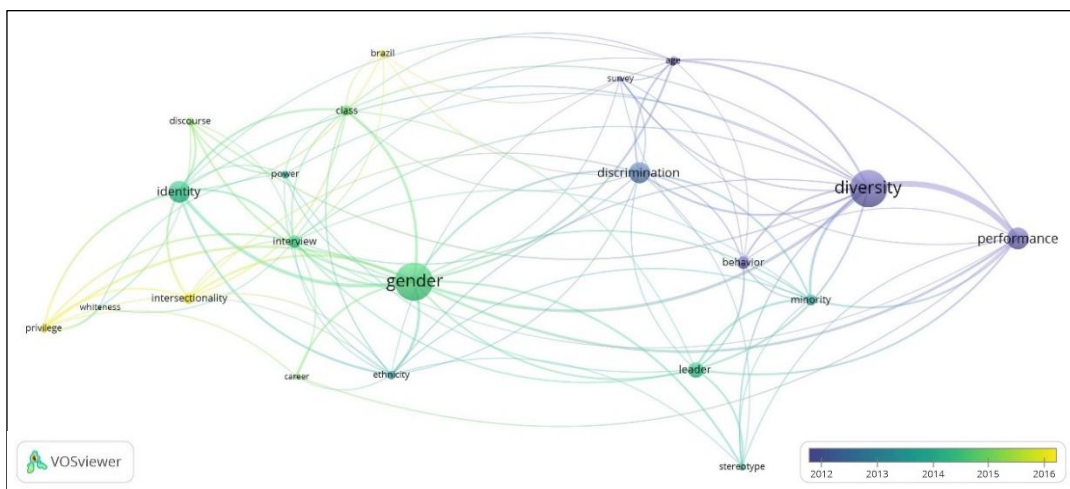 brazil
age
survey
class
discourse
power
discrimination
identity
diversity
interview
performance
behavior
gender
intersectionality
minority
whiteness
privilege
leader
career
ethnicity
stereotype
VOSviewer
2012 2013 2014 2015 2016